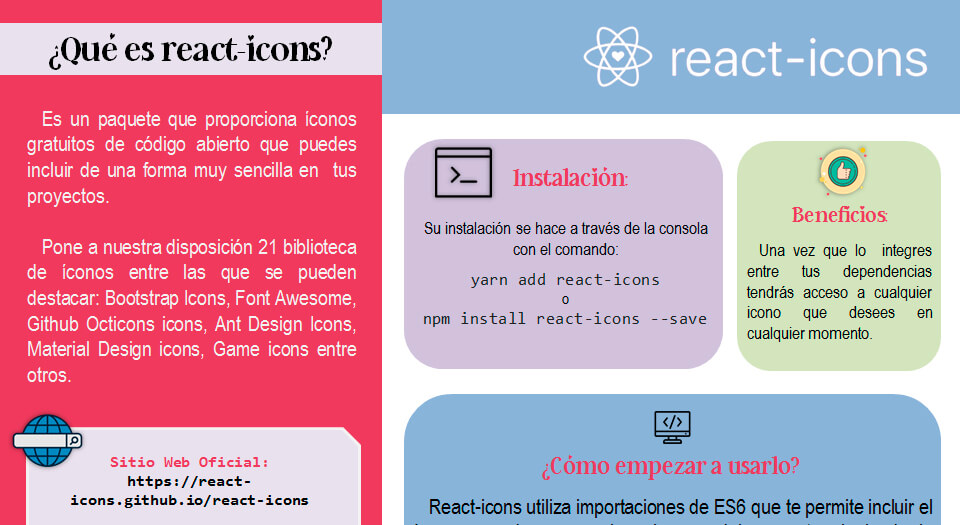 ¿Qué es react-icons?
Es un paquete que proporciona íconos
gratuitos de código abierto que puedes
incluir de una forma muy sencilla en tus
proyectos.
Pone a nuestra disposición 21 biblioteca
de íconos entre las que se pueden
destacar: Bootstrap Icons, Font Awesome,
Github Octicons icons, Ant Design Icons,
Material Design icons, Game icons entre
otros.
Sitio Web Oficial:
https://react-
icons.github.io/react-icons
react-icons
Instalación:
Su instalación se hace a través de la consola
con el comando:
yarn add react-icons
o
npm install react-icons --save
Beneficios:
Una vez que lo integres
entre tus dependencias
tendrás acceso a cualquier
icono que desees en
cualquier momento.
¿Cómo empezar a usarlo?
React-icons utiliza importaciones de ES6 que te permite incluir el